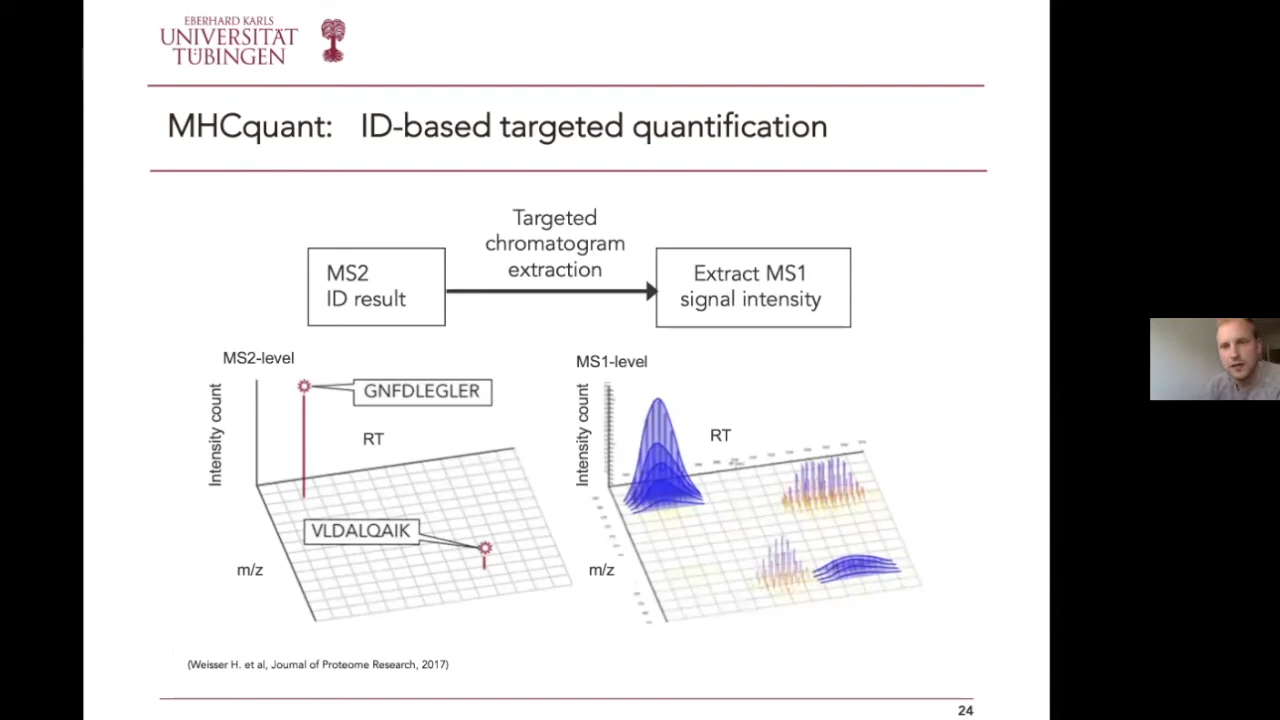 EBERHARD KARLS
UNIVERSITÄT
TÜBINGEN
MHCquant: ID-based targeted quantification
Targeted
chromatogram
extraction
MS2
ID result
Extract MS1
signal intensity
MS2-level
Intensity count
GNFDLEGLER
RT
VLDALQAIK
m/z
MS1-level
Intensity count
RT
m/z
(Weisser H. et al, Journal of Proteome Research, 2017)
24